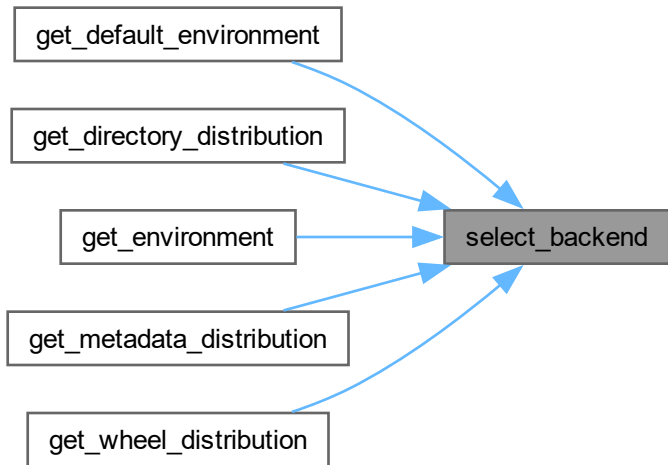 get_default_environment
get_directory_distribution
get_environment
select_backend
get_metadata_distribution
get_wheel_distribution